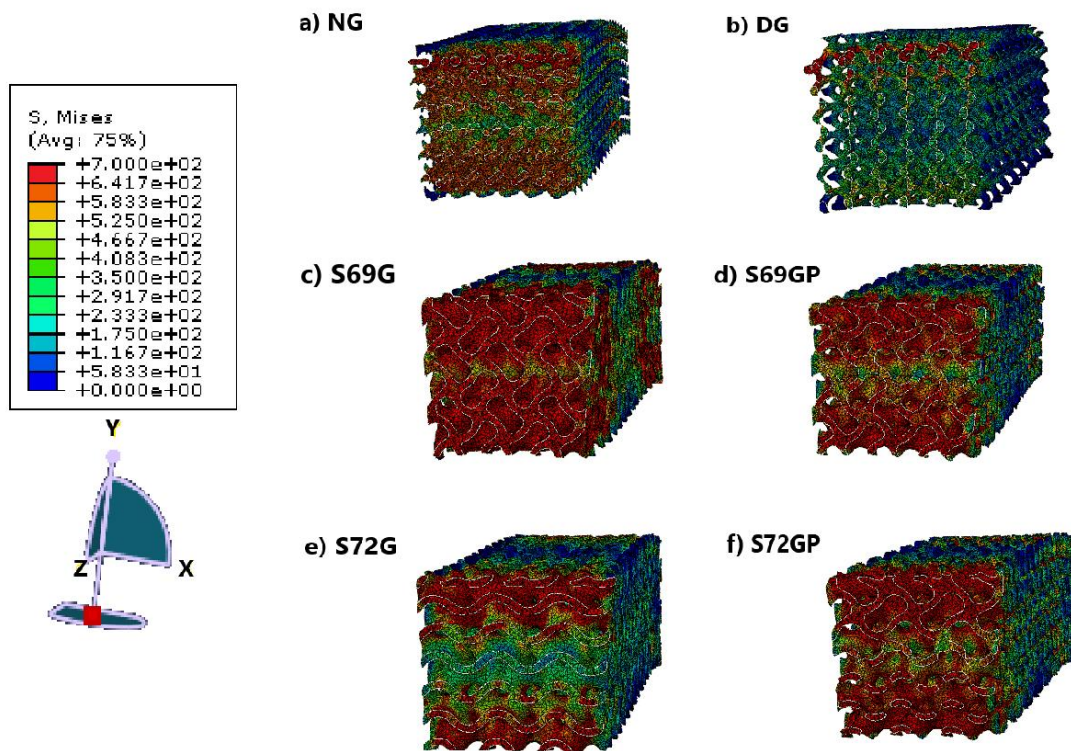 a) NG
b) DG
S, Mises
(Avg: 75%)
+7.000e+02
+6.417e+02
+5.833e+02
+5.250e+02
+4.667e+02
+4.083e+02
+3.500e+02
+2.917e+02
+2.333e+02
+1.750e+02
+1.167e+02
+5.833e+01
+0.000e+00
c) S69G
d) S69GP
Y
Z
X
e) S72G
f) S72GP